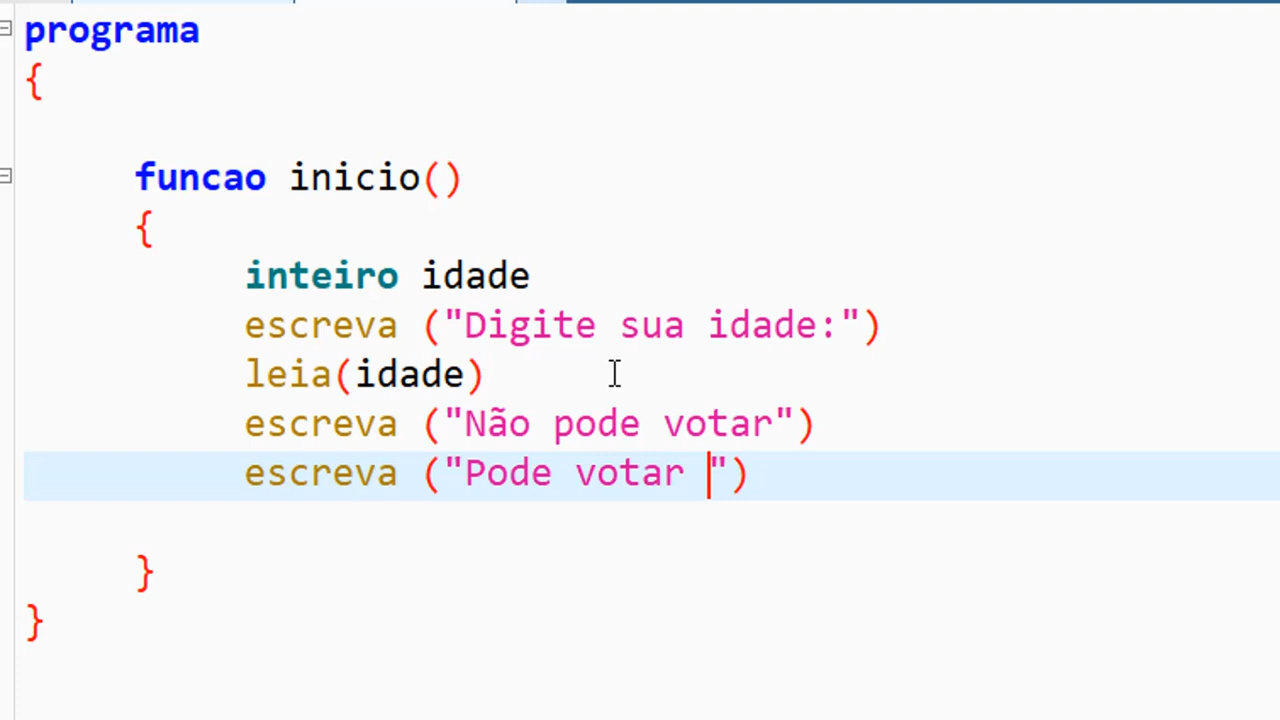 programa
{
funcao inicio()
{
inteiro idade
escreva ("Digite sua idade:")
leia(idade)
escreva ("Não pode votar")
escreva ("Pode votar ")
}
}